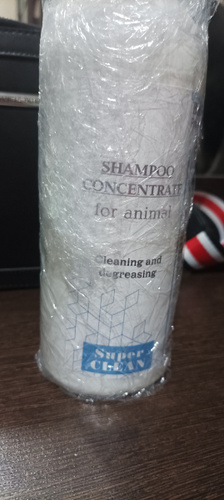 SHAMPOO
CONCENTRATE
for animal
Cleaning and
degreasing
Super
CLEAN